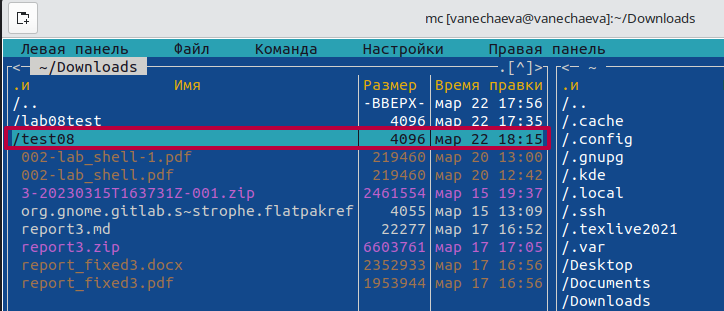 mc [vanechaeva@vanechaeva]:~/Downloads
Левая панель Файл Команда Настройки Правая панель
<— ~/Downloads .[^]> <— ~
.и Имя Размер Время правки .и
/.. -ВВЕРХ- мар 22 17:56 /..
/lab08test 4096 мар 22 17:35 /.cache
/test08 4096 мар 22 18:15 /.config
002-lab_shell-1.pdf 219460 мар 20 13:00 /.gnupg
002-lab_shell.pdf 219460 мар 20 12:42 /.kde
3-20230315T163731Z-001.zip 2461554 мар 15 19:37 /.local
org.gnome.gitlab.s~strophe.flatpakref 4055 мар 15 13:09 /.ssh
report3.md 22277 мар 17 16:52 /.texlive2021
report3.zip 6603761 мар 17 17:05 /.var
report_fixed3.docx 2352933 мар 17 16:56 /Desktop
report_fixed3.pdf 1953944 мар 17 16:56 /Documents
/Downloads